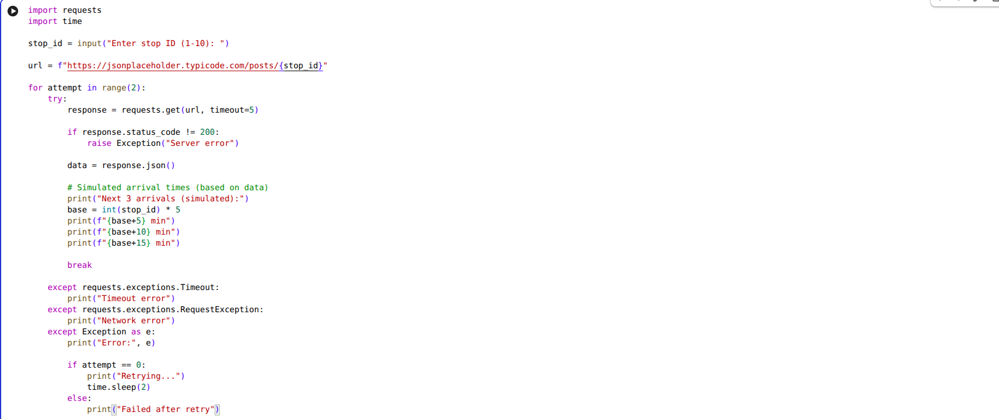 import requests
import time
stop_id = input("Enter stop ID (1-10): ")
url = f"https://jsonplaceholder.typicode.com/posts/{stop_id}"
for attempt in range(2):
    try:
        response = requests.get(url, timeout=5)
        if response.status_code != 200:
            raise Exception("Server error")
        data = response.json()
        # Simulated arrival times (based on data)
        print("Next 3 arrivals (simulated):")
        base = int(stop_id) * 5
        print(f"{base+5} min")
        print(f"{base+10} min")
        print(f"{base+15} min")
        break
    except requests.exceptions.Timeout:
        print("Timeout error")
    except requests.exceptions.RequestException:
        print("Network error")
    except Exception as e:
        print("Error:", e)
        if attempt == 0:
            print("Retrying...")
            time.sleep(2)
        else:
            print("Failed after retry")